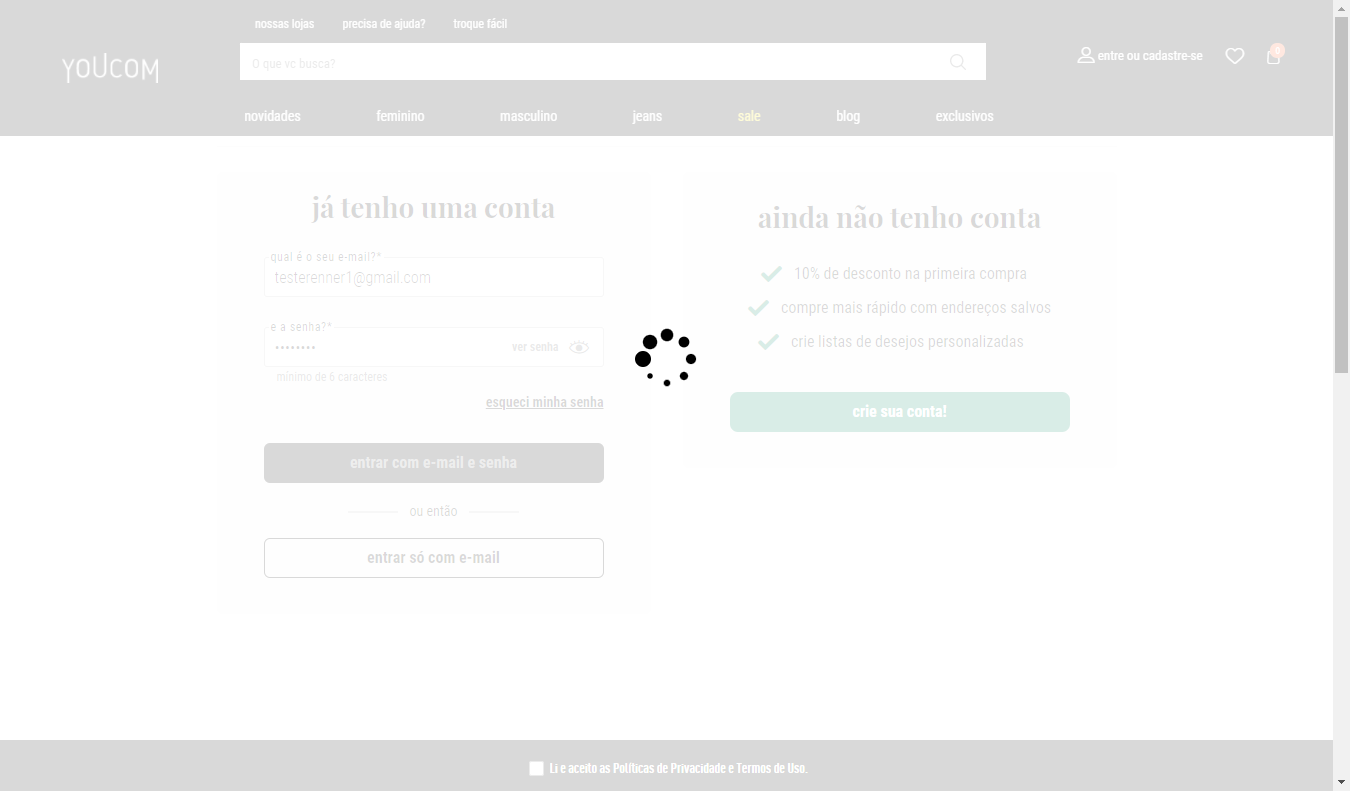 nossas lojas precisa de ajuda? troque fácil
YOUCOM
O que vc busca?
entre ou cadastre-se
0
novidades feminino masculino jeans sale blog exclusivos
já tenho uma conta
qual é o seu e-mail?*
testerenner1@gmail.com
e a senha?*
•••••••• ver senha
mínimo de 6 caracteres
esqueci minha senha
entrar com e-mail e senha
ou então
entrar só com e-mail
ainda não tenho conta
10% de desconto na primeira compra
compre mais rápido com endereços salvos
crie listas de desejos personalizadas
crie sua conta!
Li e aceito as Políticas de Privacidade e Termos de Uso.